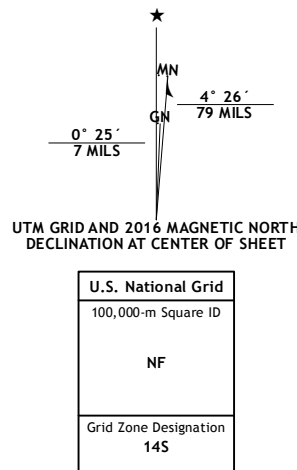 ★
MN
4° 26´
79 MILS
GN
0° 25´
7 MILS
UTM GRID AND 2016 MAGNETIC NORTH
DECLINATION AT CENTER OF SHEET
U.S. National Grid
100,000-m Square ID
NF
Grid Zone Designation
14S